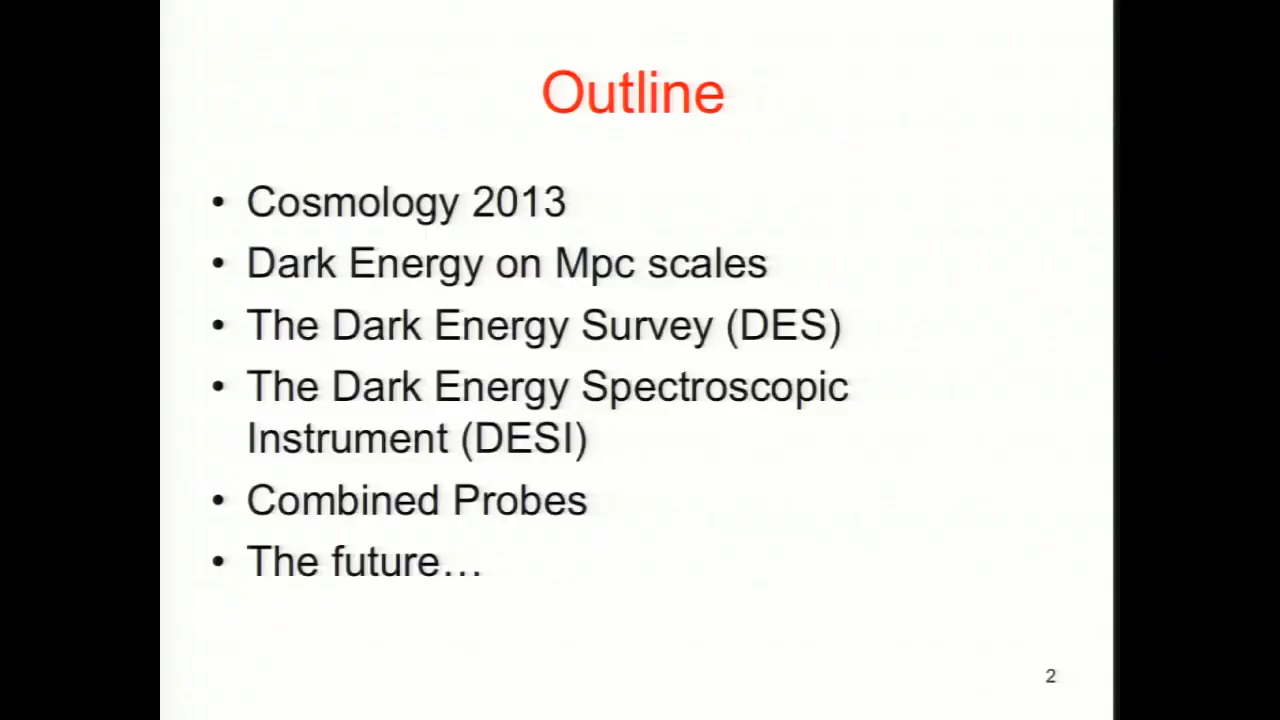 Outline
• Cosmology 2013
• Dark Energy on Mpc scales
• The Dark Energy Survey (DES)
• The Dark Energy Spectroscopic
Instrument (DESI)
• Combined Probes
• The future…
2